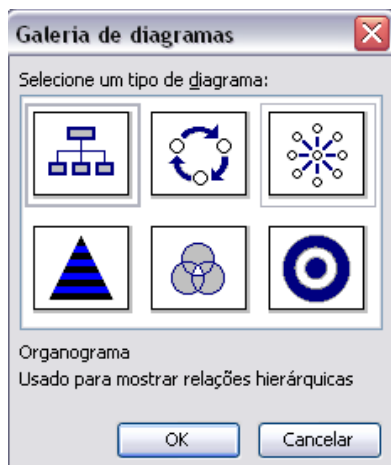 Galeria de diagramas
Selecione um tipo de diagrama:
Organograma
Usado para mostrar relações hierárquicas
OK
Cancelar